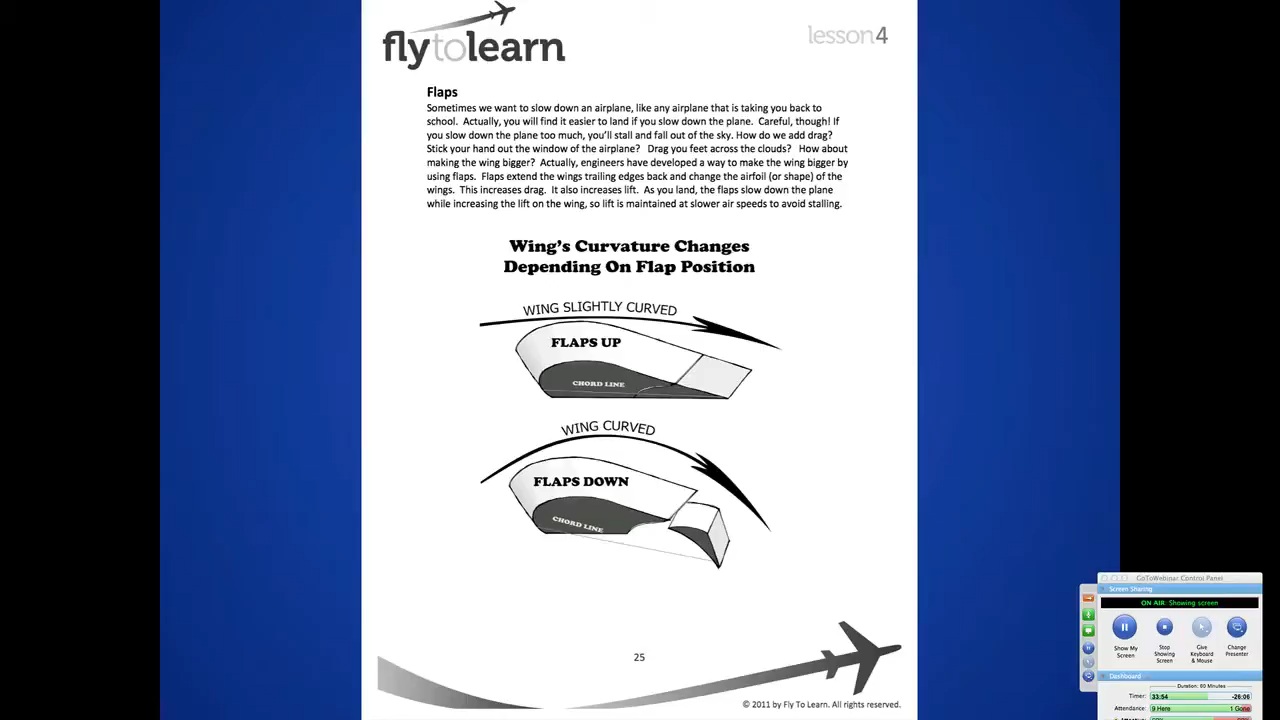 flytolearn
lesson4
Flaps
Sometimes we want to slow down an airplane, like any airplane that is taking you back to
school. Actually, you will find it easier to land if you slow down the plane. Careful, though! If
you slow down the plane too much, you'll stall and fall out of the sky. How do we add drag?
Stick your hand out the window of the airplane? Drag you feet across the clouds? How about
making the wing bigger? Actually, engineers have developed a way to make the wing bigger by
using flaps. Flaps extend the wings trailing edges back and change the airfoil (or shape) of the
wings. This increases drag. It also increases lift. As you land, the flaps slow down the plane
while increasing the lift on the wing, so lift is maintained at slower air speeds to avoid stalling.
Wing's Curvature Changes
Depending On Flap Position
WING SLIGHTLY CURVED
FLAPS UP
CHORD LINE
WING CURVED
FLAPS DOWN
CHORD LINE
25
© 2011 by Fly To Learn. All rights reserved.
GoToWebinar Control Panel
Screen Sharing
ON AIR: Showing screen
Show My
Screen
Stop
Showing
Screen
Give
Keyboard
& Mouse
Change
Presenter
Dashboard
Duration: 60 Minutes
Timer: 33:54 -26:06
Attendance: 9 Here 1 Gone